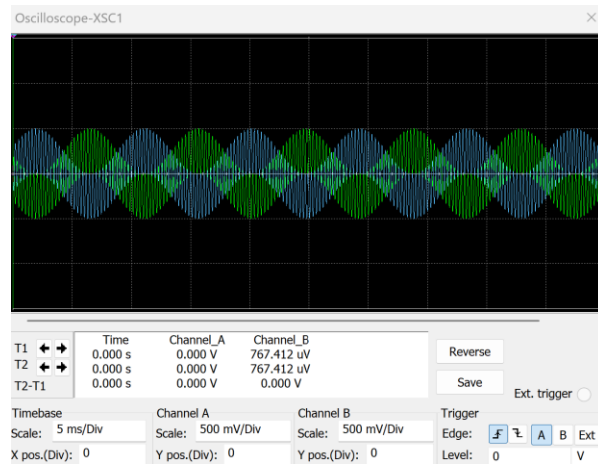 Oscilloscope-XSC1 ×
Time Channel_A Channel_B
T1 0.000 s 0.000 V 767.412 uV
T2 0.000 s 0.000 V 767.412 uV
T2-T1 0.000 s 0.000 V 0.000 V
Reverse
Save
Ext. trigger
Timebase Channel A Channel B Trigger
Scale: 5 ms/Div Scale: 500 mV/Div Scale: 500 mV/Div Edge: A B Ext
X pos.(Div): 0 Y pos.(Div): 0 Y pos.(Div): 0 Level: 0 V